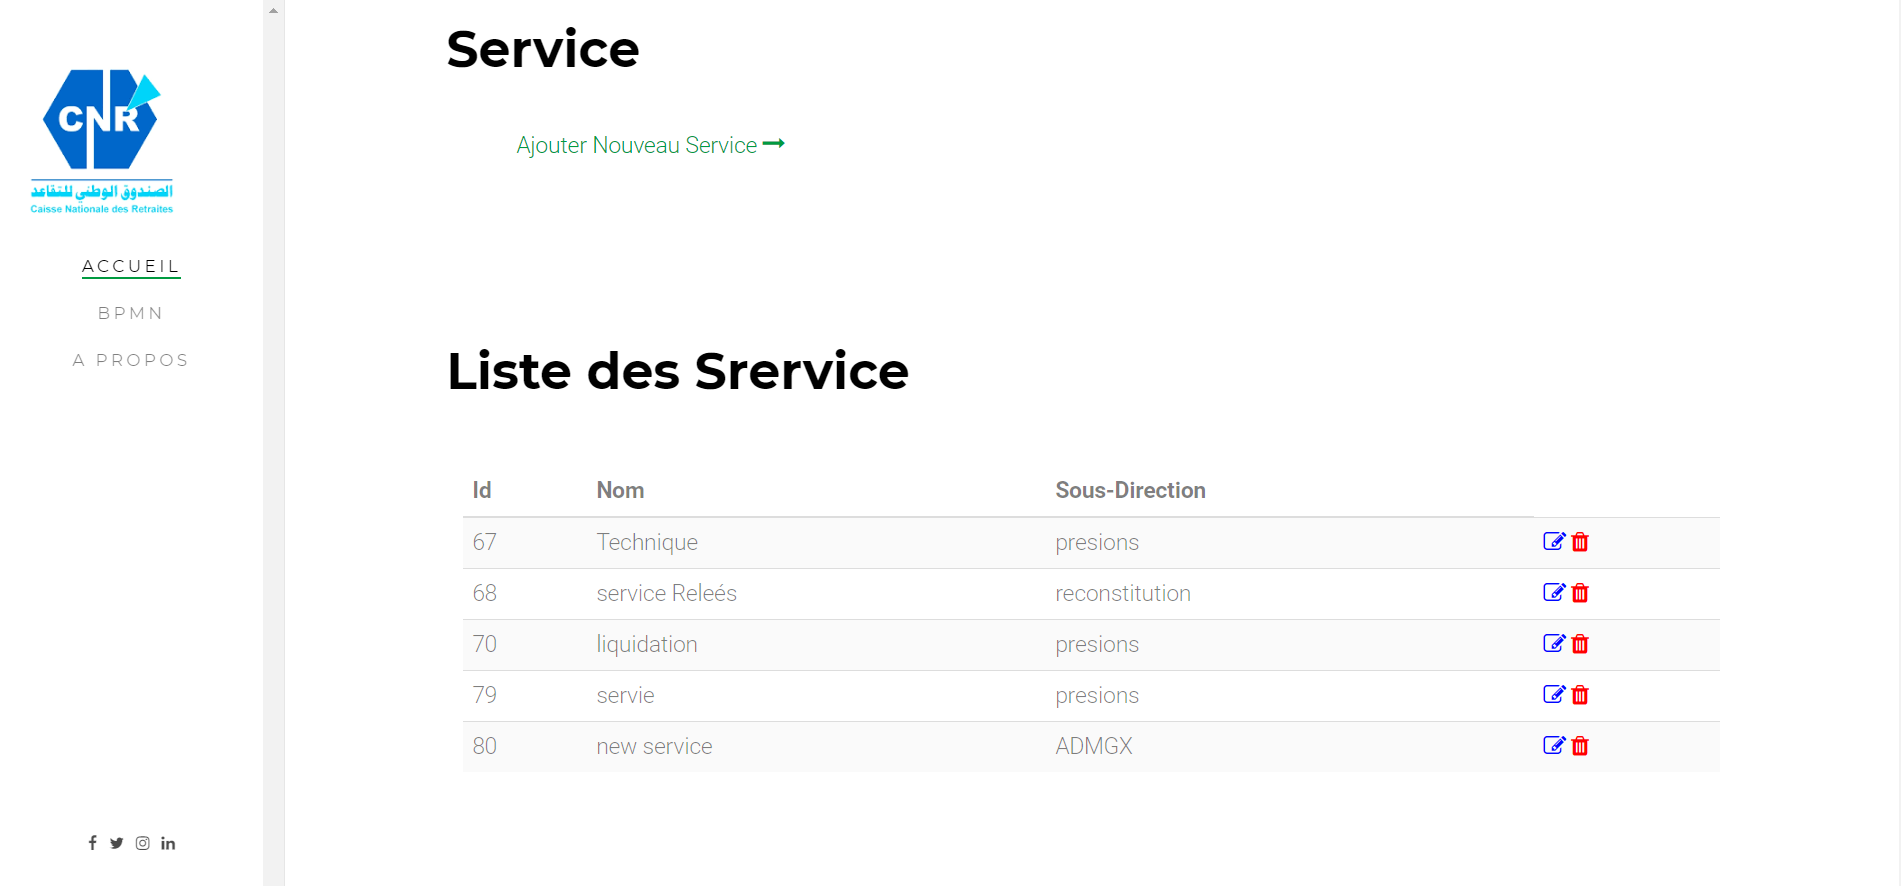 CNR
الصندوق الوطني للتقاعد
Caisse Nationale des Retraites
ACCUEIL
BPMN
A PROPOS
Service
Ajouter Nouveau Service
Liste des Srervice
Id Nom Sous-Direction
67 Technique presions
68 service Releés reconstitution
70 liquidation presions
79 servie presions
80 new service ADMGX